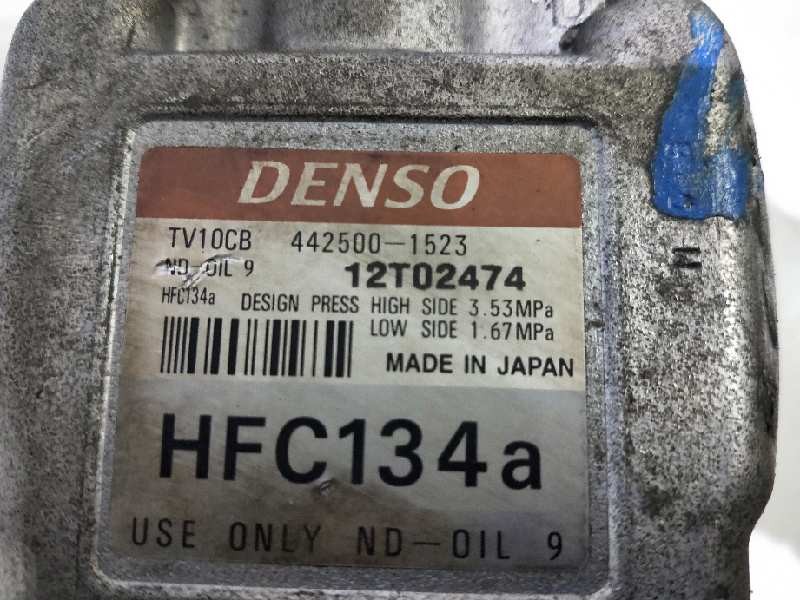 DENSO
TV10CB 442500-1523
ND-OIL 9 12T02474
HFC134a DESIGN PRESS HIGH SIDE 3.53MPa
LOW SIDE 1.67MPa
MADE IN JAPAN
HFC134a
USE ONLY ND-OIL 9